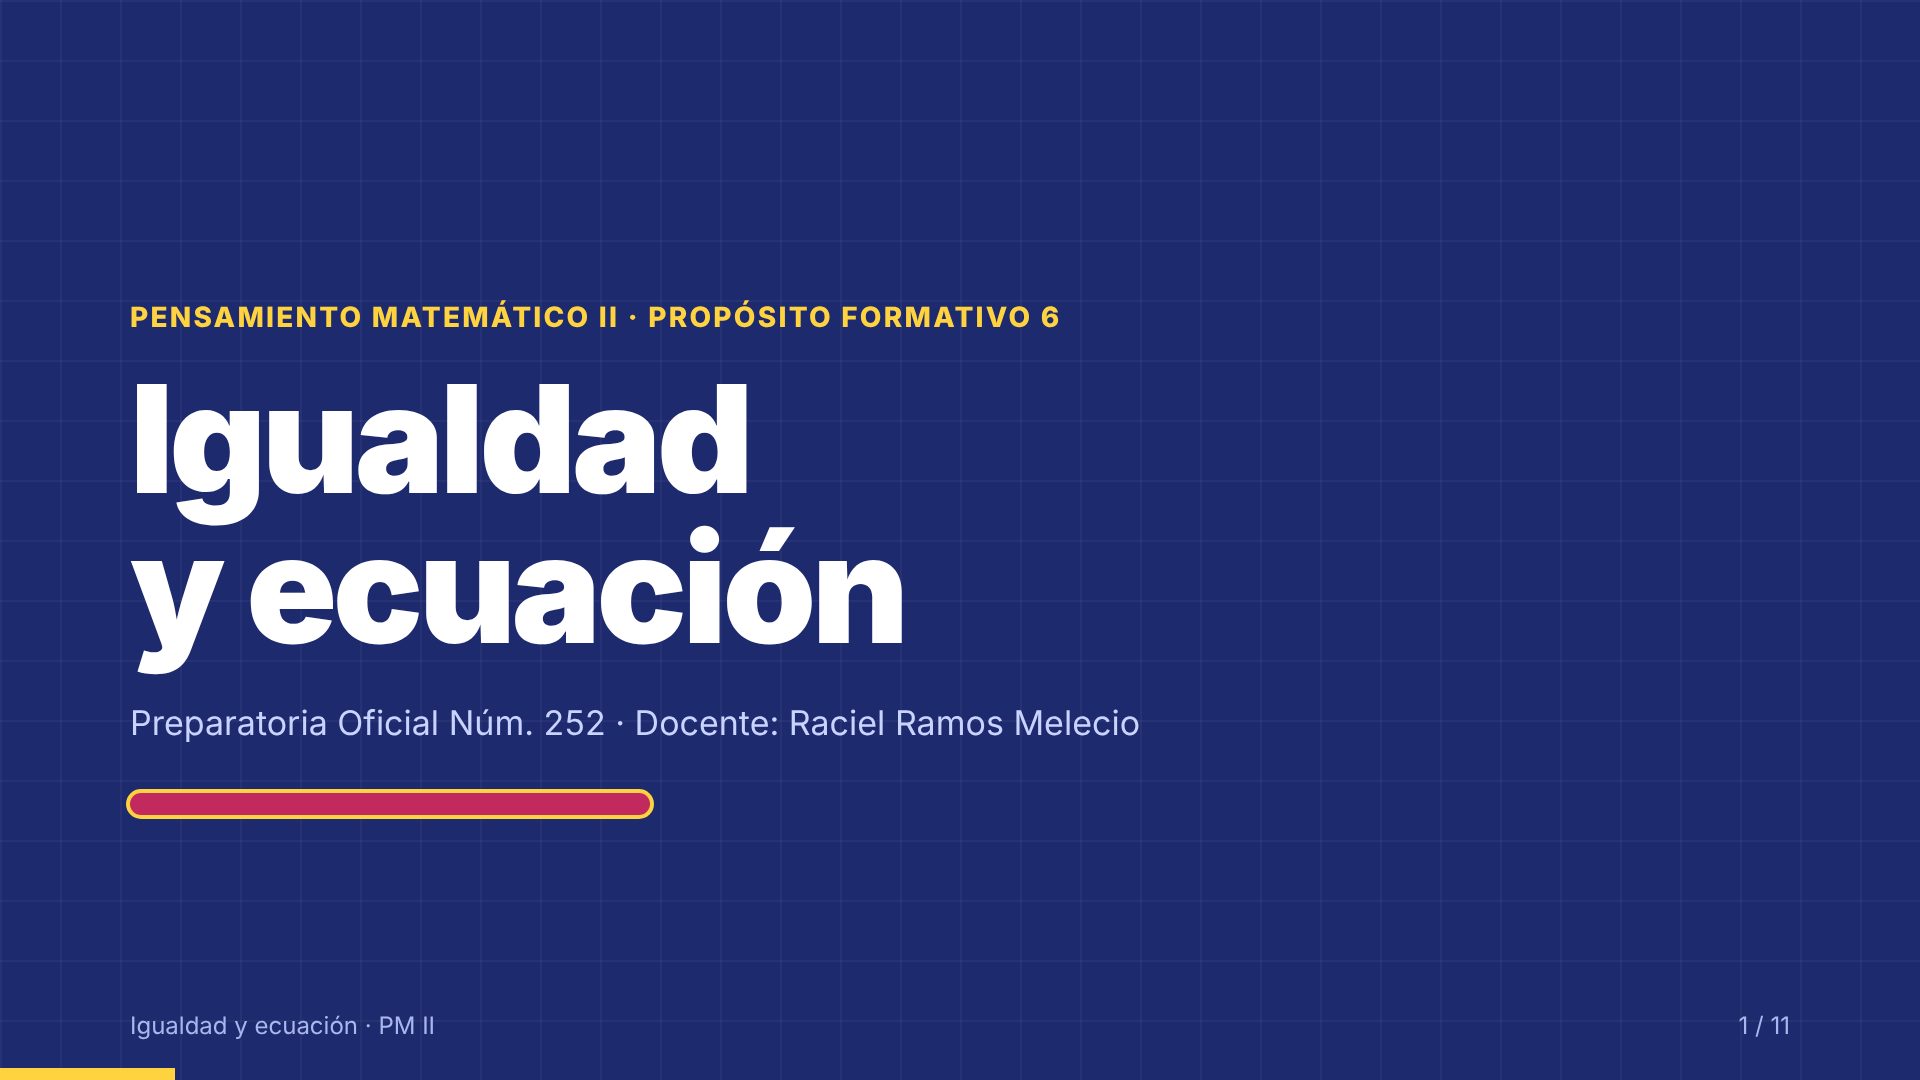 PENSAMIENTO MATEMÁTICO II · PROPÓSITO FORMATIVO 6
Igualdad
y ecuación
Preparatoria Oficial Núm. 252 · Docente: Raciel Ramos Melecio
Igualdad y ecuación · PM II
1 / 11